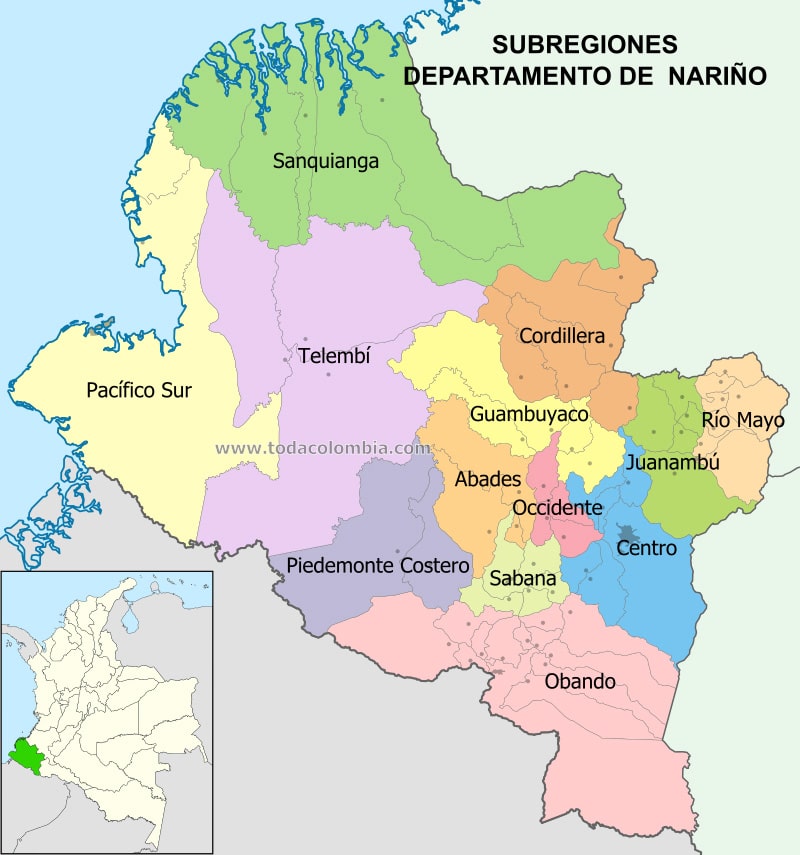 SUBREGIONES
DEPARTAMENTO DE NARIÑO
Sanquianga
Cordillera
Telembí
Pacífico Sur
Guambuyaco
Río Mayo
www.todacolombia.com
Juanambú
Abades
Occidente
Centro
Piedemonte Costero
Sabana
Obando